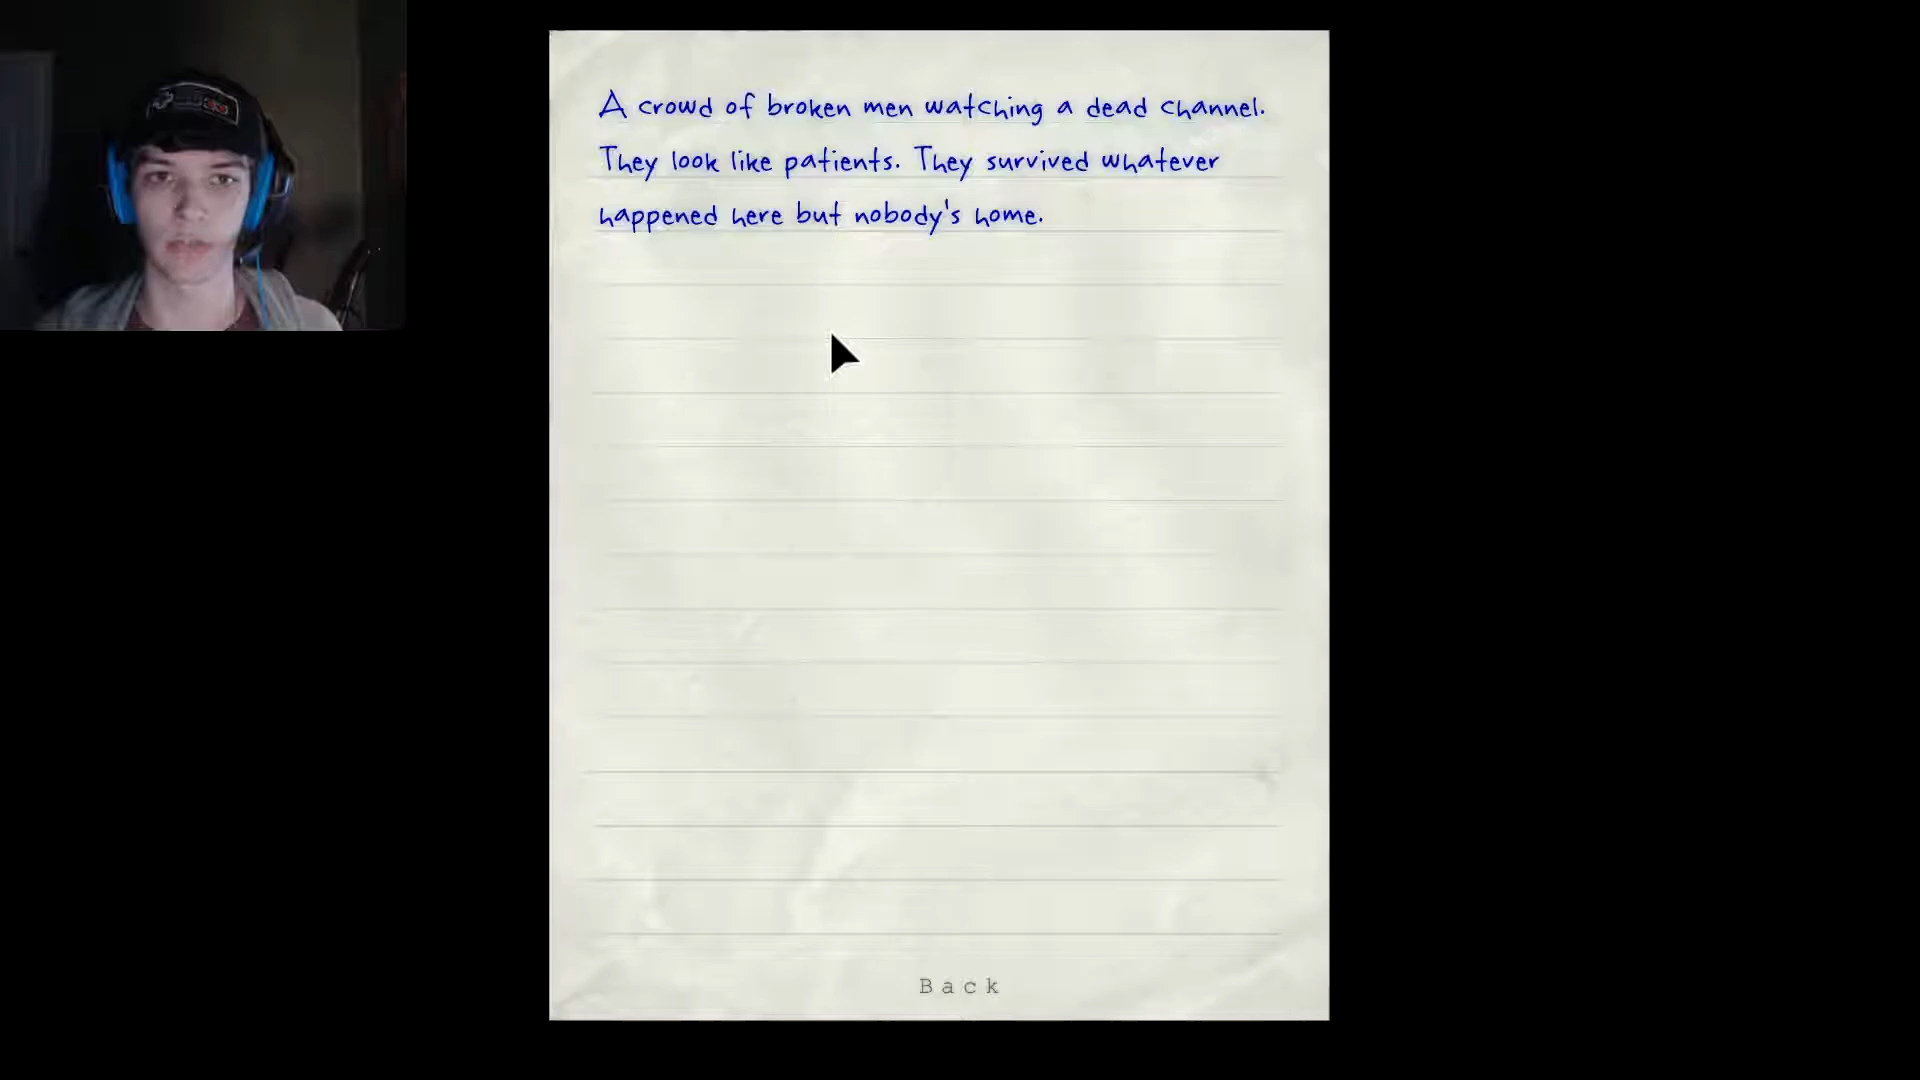 A crowd of broken men watching a dead channel.
They look like patients. They survived whatever
happened here but nobody's home.
Back